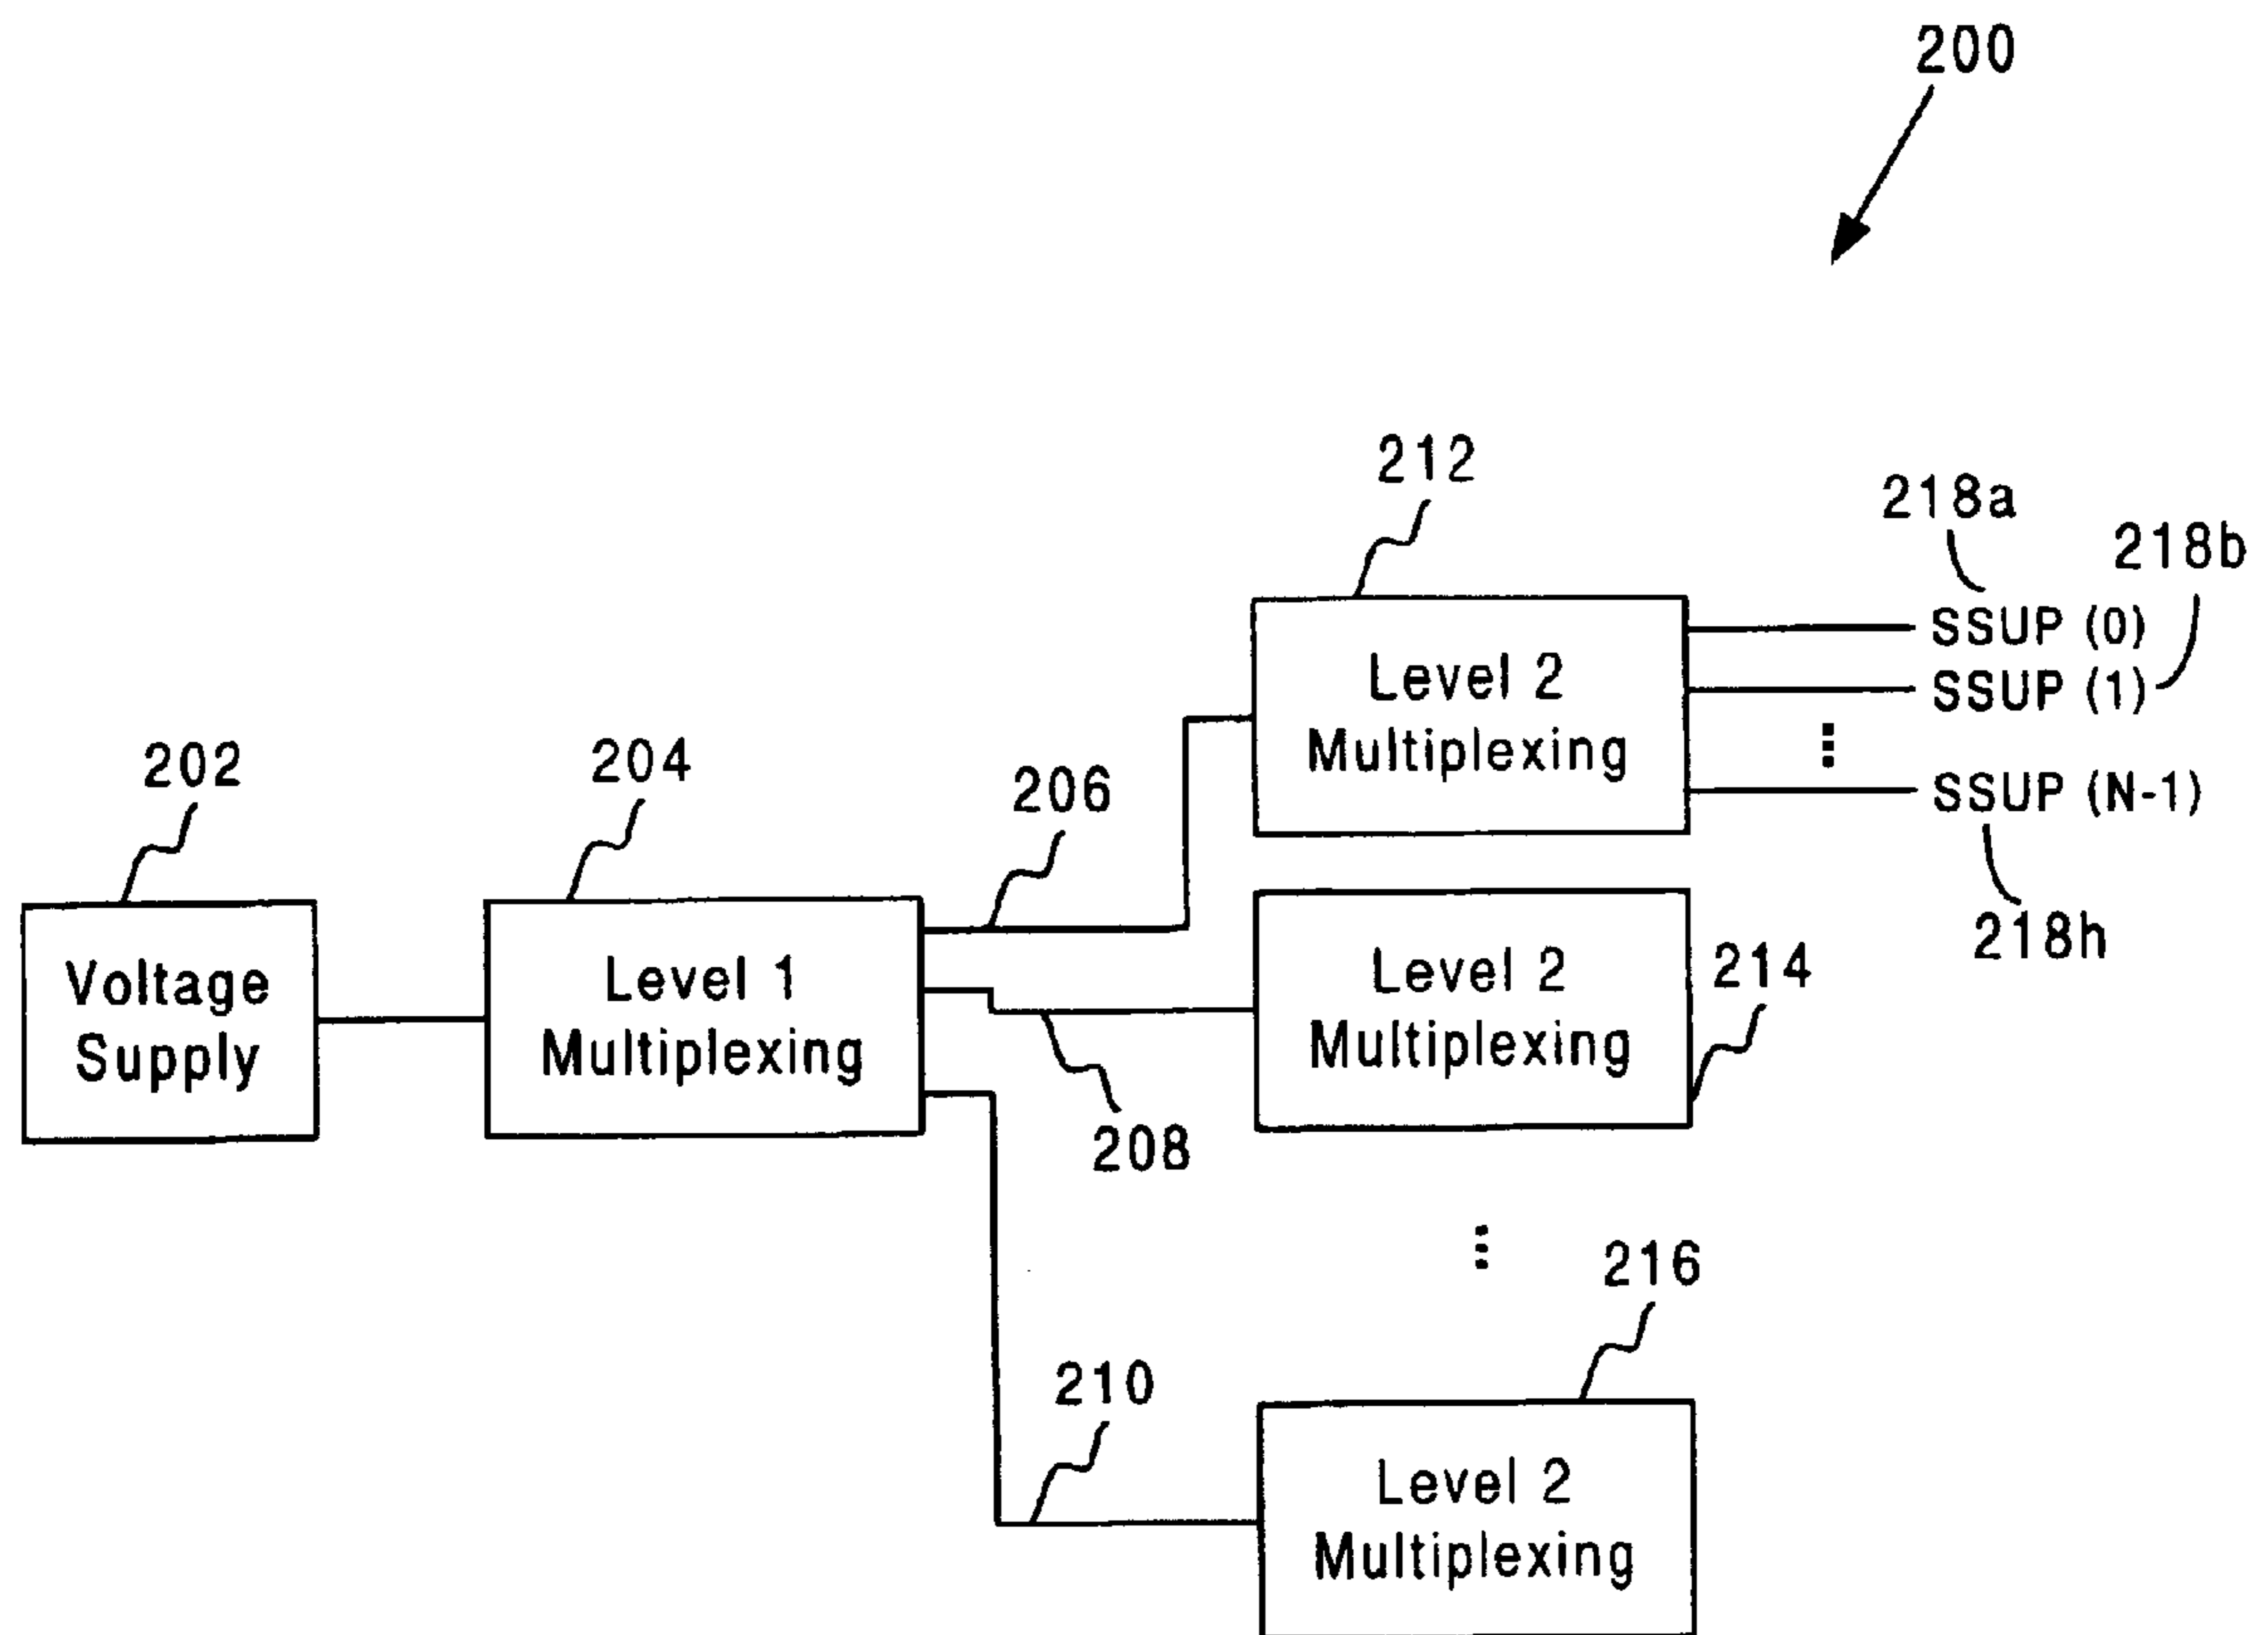 200
212
218a
218b
SSUP (0)
Level 2
Multiplexing
SSUP (1)
SSUP (N-1)
218h
202
204
206
Voltage
Supply
Level 1
Multiplexing
Level 2
Multiplexing
214
208
216
210
Level 2
Multiplexing